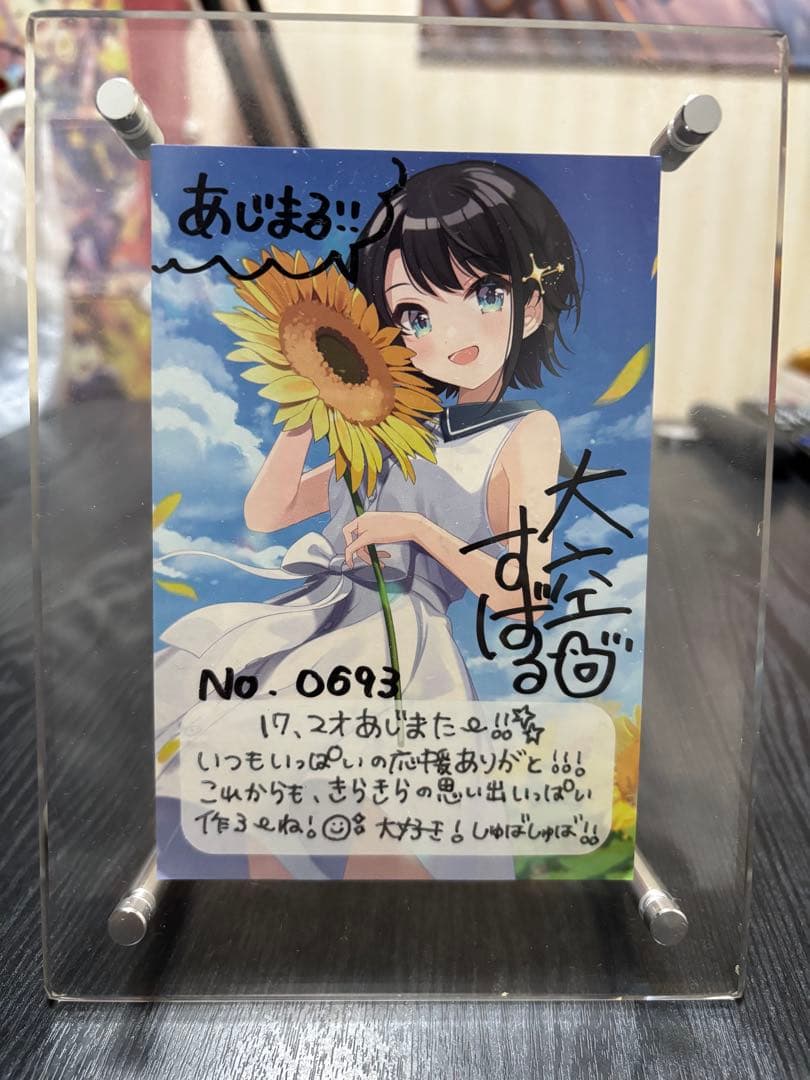 あじまる!!
大空
すばる
No. 0693
17、2才あじまた〜!!
いつもいっぱいの応援ありがと!!!
これからも、きらきらの思い出いっぱい
作ろ〜ね! 大好き! しゅばしゅば!!